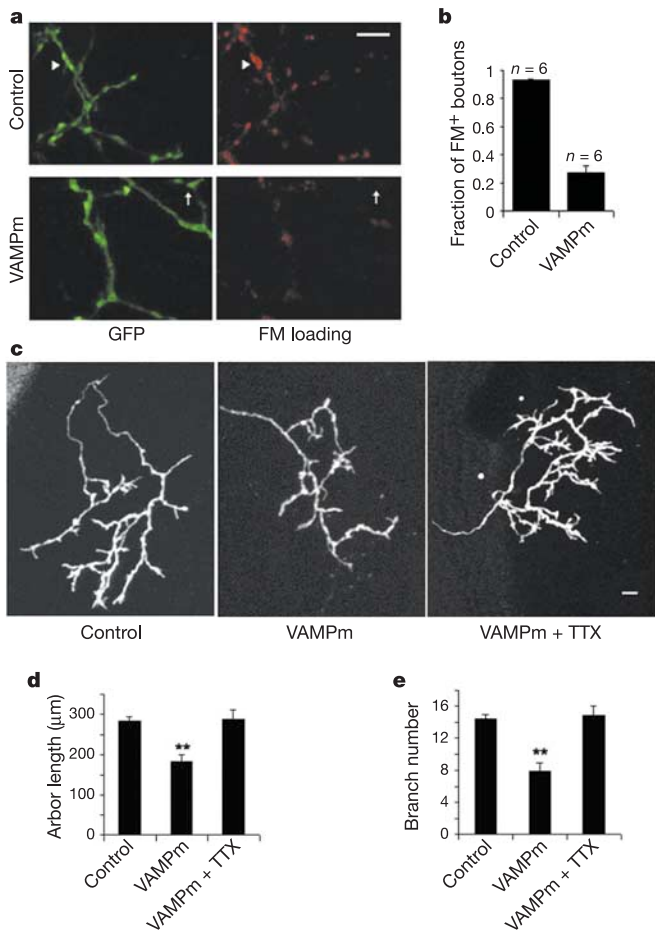 a
Control
VAMPm
GFP
FM loading
b
Fraction of FM+ boutons
1
0.8
0.6
0.4
0.2
0
n = 6
n = 6
Control
VAMPm
c
Control
VAMPm
VAMPm + TTX
d
Arbor length (μm)
300
200
100
0
**
Control
VAMPm
VAMPm + TTX
e
Branch number
16
12
8
4
0
**
Control
VAMPm
VAMPm + TTX